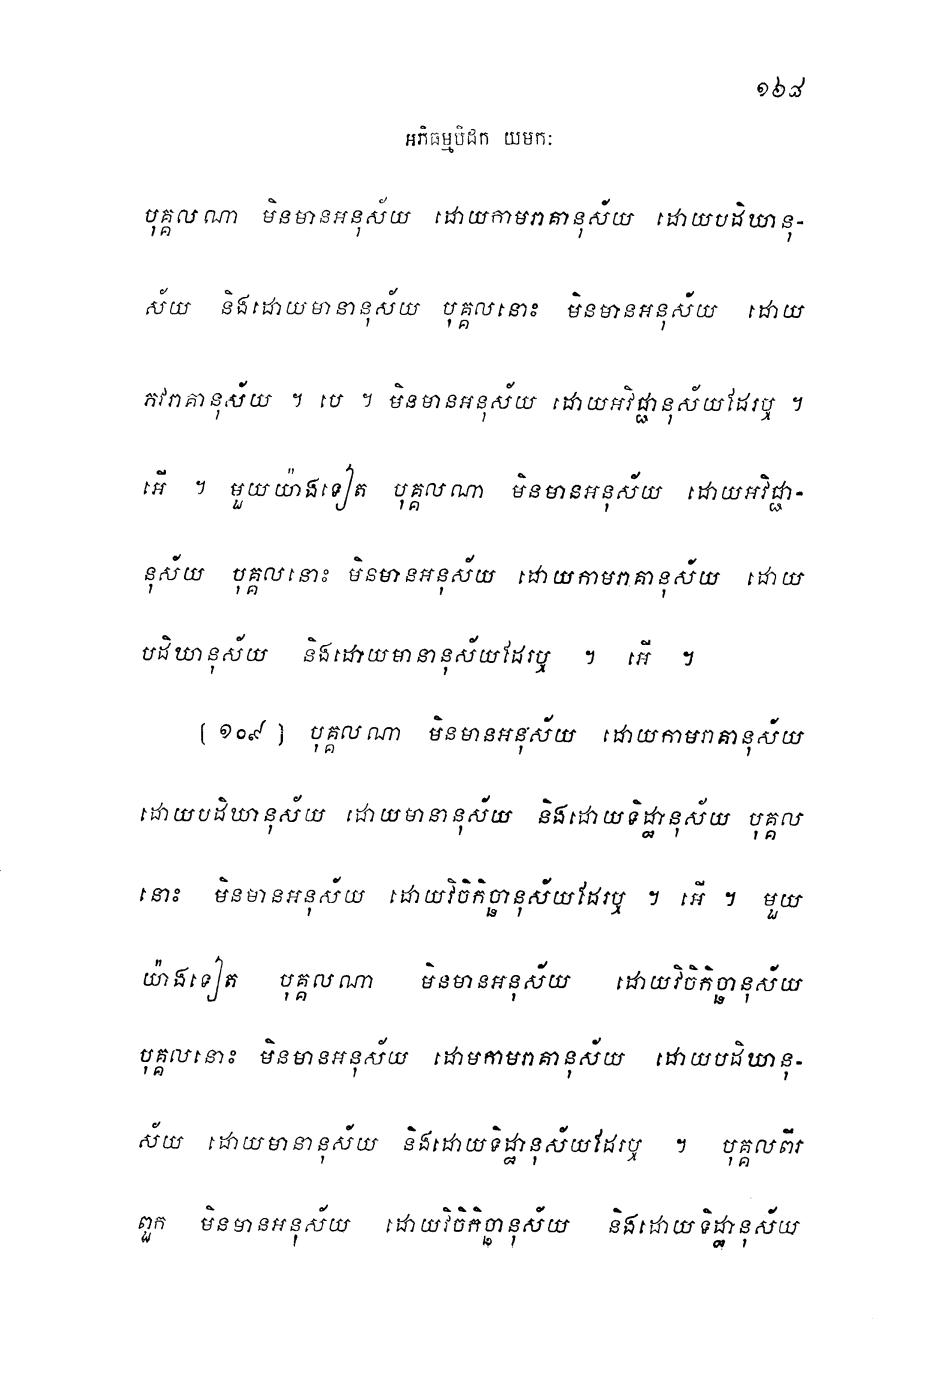 ១៦៨
អភិធម្មបិដក យមកៈ
បុគ្គលណា មិនមានអនុស័យ ដោយកាមរាគានុស័យ ដោយបដិឃានុ-
ស័យ និងដោយមានានុស័យ បុគ្គលនោះ មិនមានអនុស័យ ដោយ
ភវរាគានុស័យ ។ បេ ។ មិនមានអនុស័យ ដោយអវិជ្ជានុស័យដែរឬ ។
អើ ។ មួយយ៉ាងទៀត បុគ្គលណា មិនមានអនុស័យ ដោយអវិជ្ជា-
នុស័យ បុគ្គលនោះ មិនមានអនុស័យ ដោយកាមរាគានុស័យ ដោយ
បដិឃានុស័យ និងដោយមានានុស័យដែរឬ ។ អើ ។
(១០៩) បុគ្គលណា មិនមានអនុស័យ ដោយកាមរាគានុស័យ
ដោយបដិឃានុស័យ ដោយមានានុស័យ និងដោយទិដ្ឋានុស័យ បុគ្គល
នោះ មិនមានអនុស័យ ដោយវិចិកិច្ឆានុស័យដែរឬ ។ អើ ។ មួយ
យ៉ាងទៀត បុគ្គលណា មិនមានអនុស័យ ដោយវិចិកិច្ឆានុស័យ
បុគ្គលនោះ មិនមានអនុស័យ ដោមកាមរាគានុស័យ ដោយបដិឃានុ-
ស័យ ដោយមានានុស័យ និងដោយទិដ្ឋានុស័យដែរឬ ។ បុគ្គលពីរ
ពួក មិនមានអនុស័យ ដោយវិចិកិច្ឆានុស័យ និងដោយទិដ្ឋានុស័យ